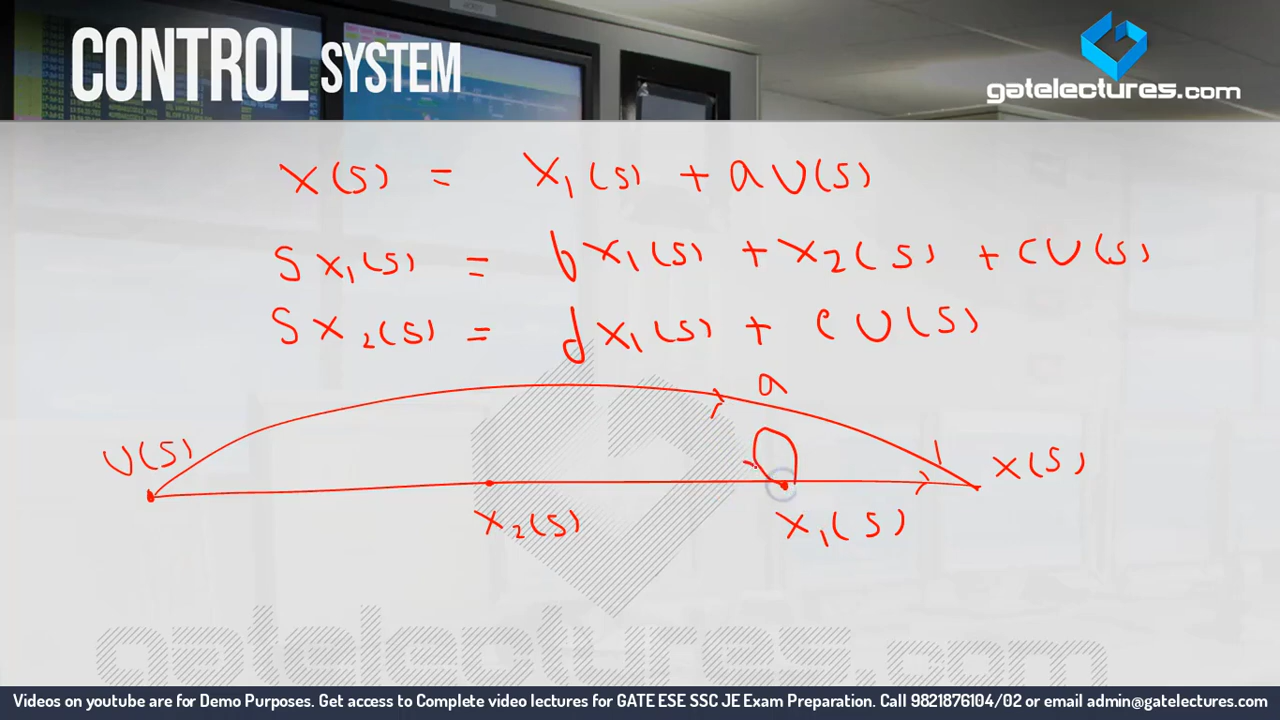 CONTROL SYSTEM
gatelectures.com
X(s) = X1(s) + aU(s)
SX1(s) = bX1(s) + X2(s) + cU(s)
SX2(s) = dX1(s) + eU(s)
a
U(s)
1
X(s)
X2(s)
X1(s)
gatelectures.com
Videos on youtube are for Demo Purposes. Get access to Complete video lectures for GATE ESE SSC JE Exam Preparation. Call 9821876104/02 or email admin@gatelectures.com